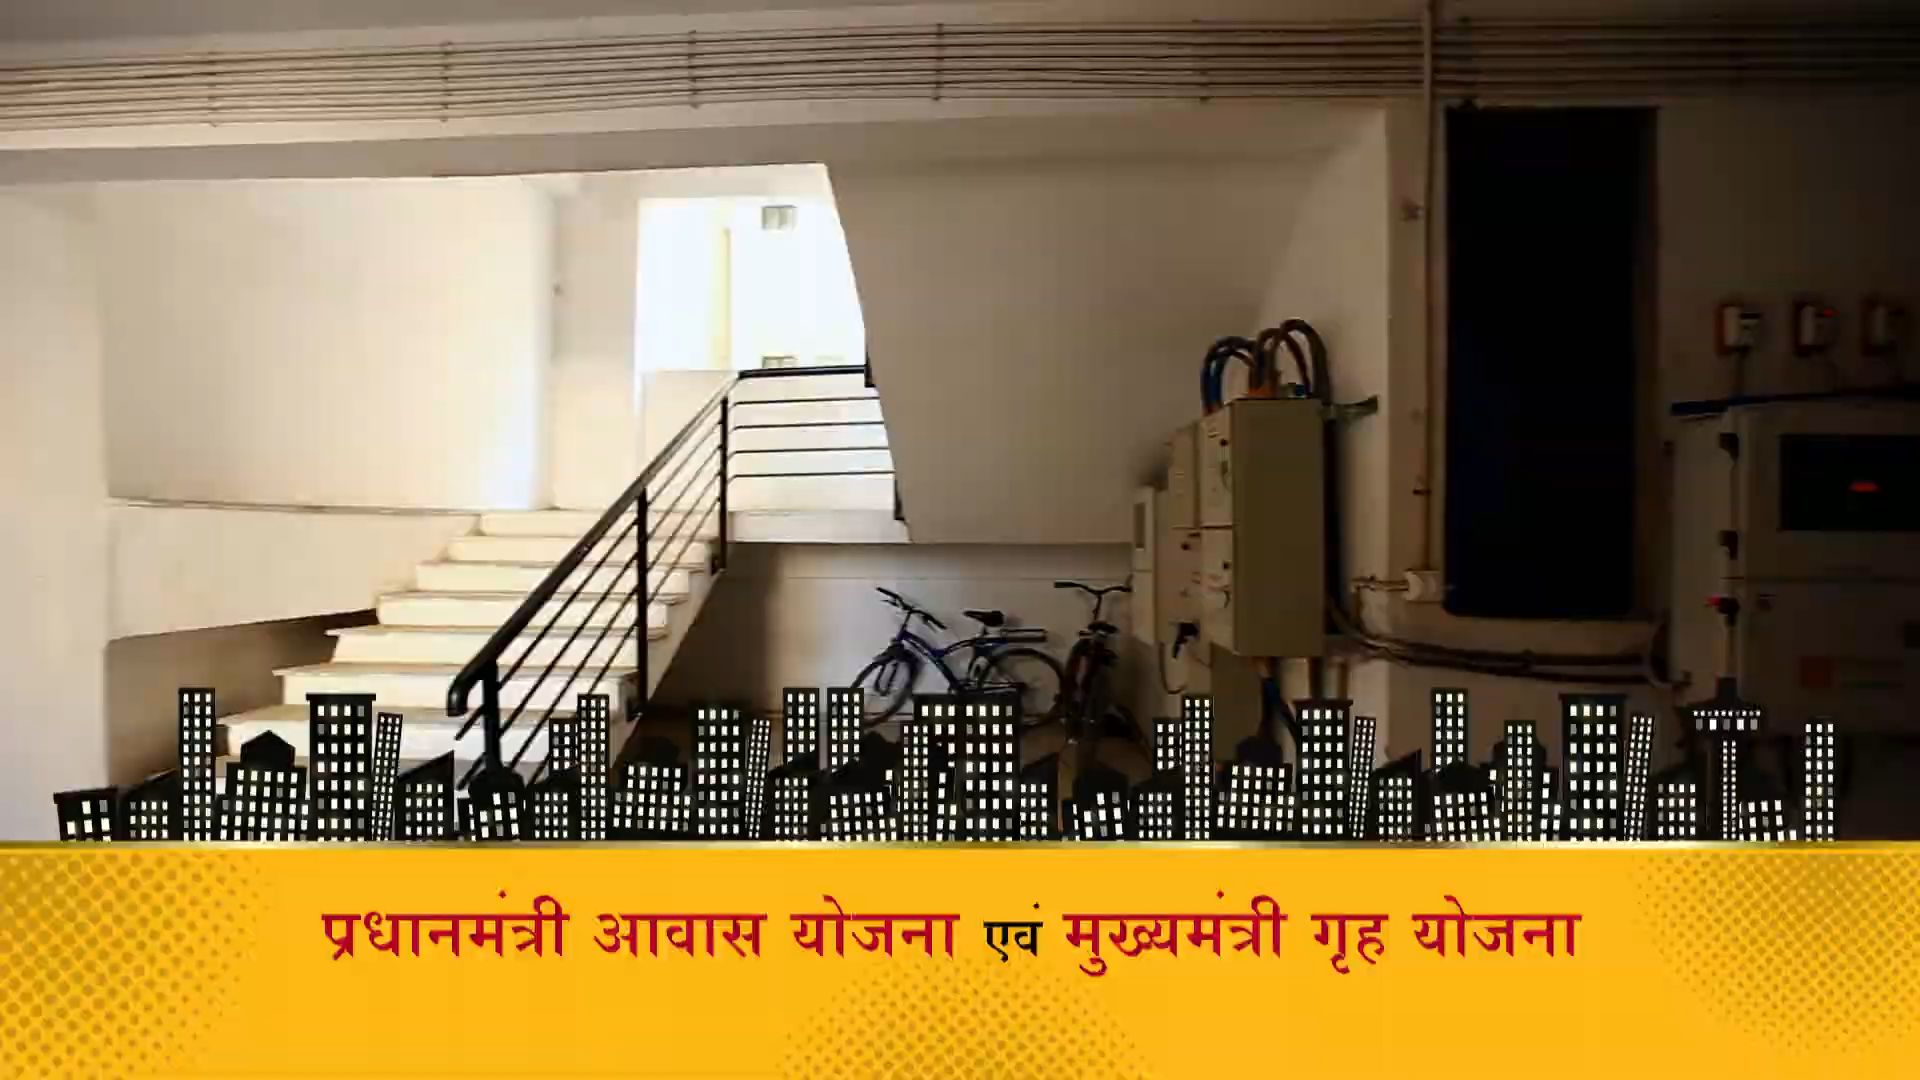 प्रधानमंत्री आवास योजना एवं मुख्यमंत्री गृह योजना